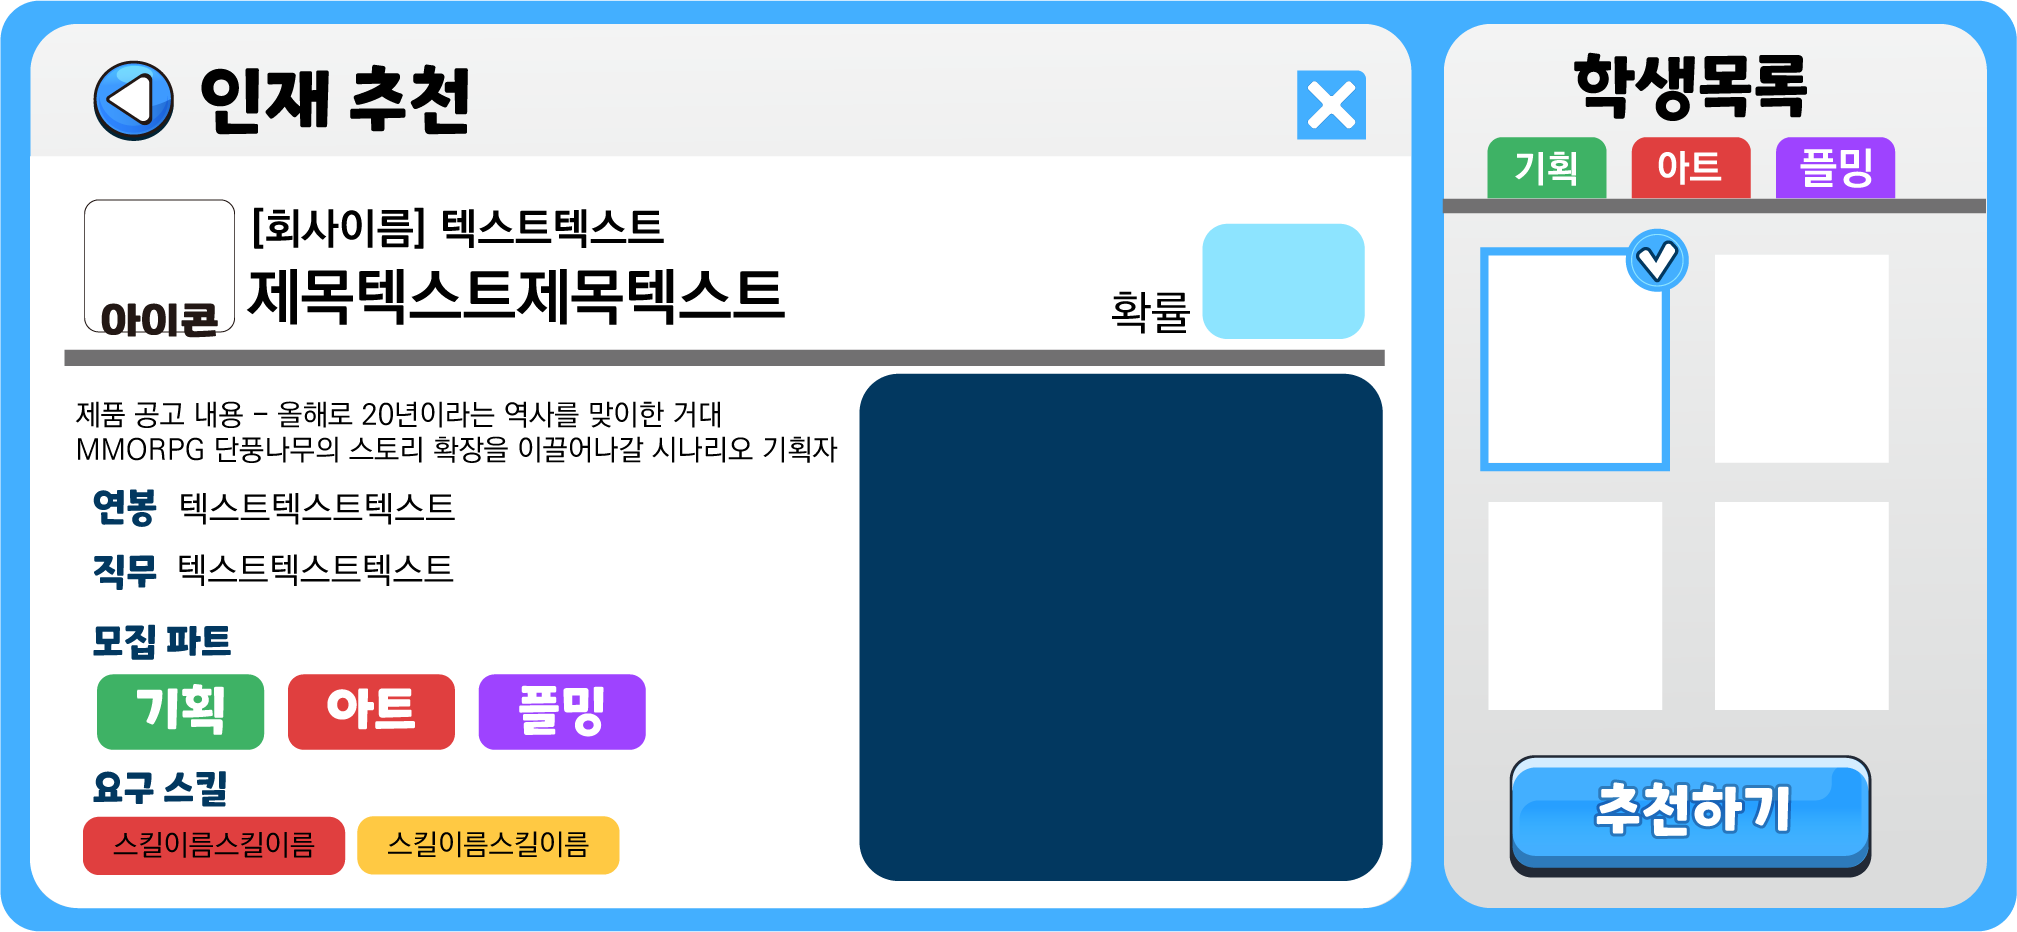 인재 추천
[회사이름] 텍스트텍스트
제목텍스트제목텍스트
아이콘
확률
제품 공고 내용 - 올해로 20년이라는 역사를 맞이한 거대
MMORPG 단풍나무의 스토리 확장을 이끌어나갈 시나리오 기획자
연봉 텍스트텍스트텍스트
직무 텍스트텍스트텍스트
모집 파트
기획 아트 플밍
요구 스킬
스킬이름스킬이름 스킬이름스킬이름
학생목록
기획 아트 플밍
추천하기